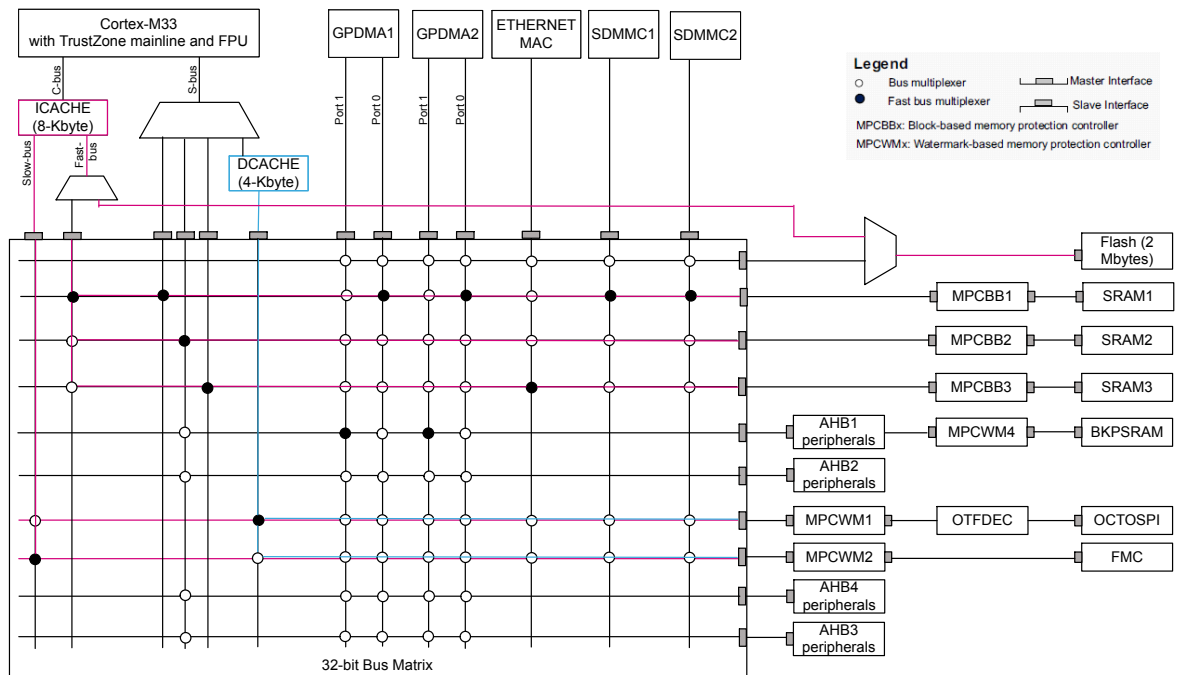 Cortex-M33
with TrustZone mainline and FPU
GPDMA1
GPDMA2
ETHERNET
MAC
SDMMC1
SDMMC2
C-bus
S-bus
ICACHE
(8-Kbyte)
Slow-bus
Fast-
bus
DCACHE
(4-Kbyte)
Port 1
Port 0
Port 1
Port 0
Legend
Bus multiplexer
Fast bus multiplexer
Master Interface
Slave Interface
MPCBBx: Block-based memory protection controller
MPCWMx: Watermark-based memory protection controller
Flash (2
Mbytes)
MPCBB1
SRAM1
MPCBB2
SRAM2
MPCBB3
SRAM3
AHB1
peripherals
MPCWM4
BKPSRAM
AHB2
peripherals
MPCWM1
OTFDEC
OCTOSPI
MPCWM2
FMC
AHB4
peripherals
AHB3
peripherals
32-bit Bus Matrix